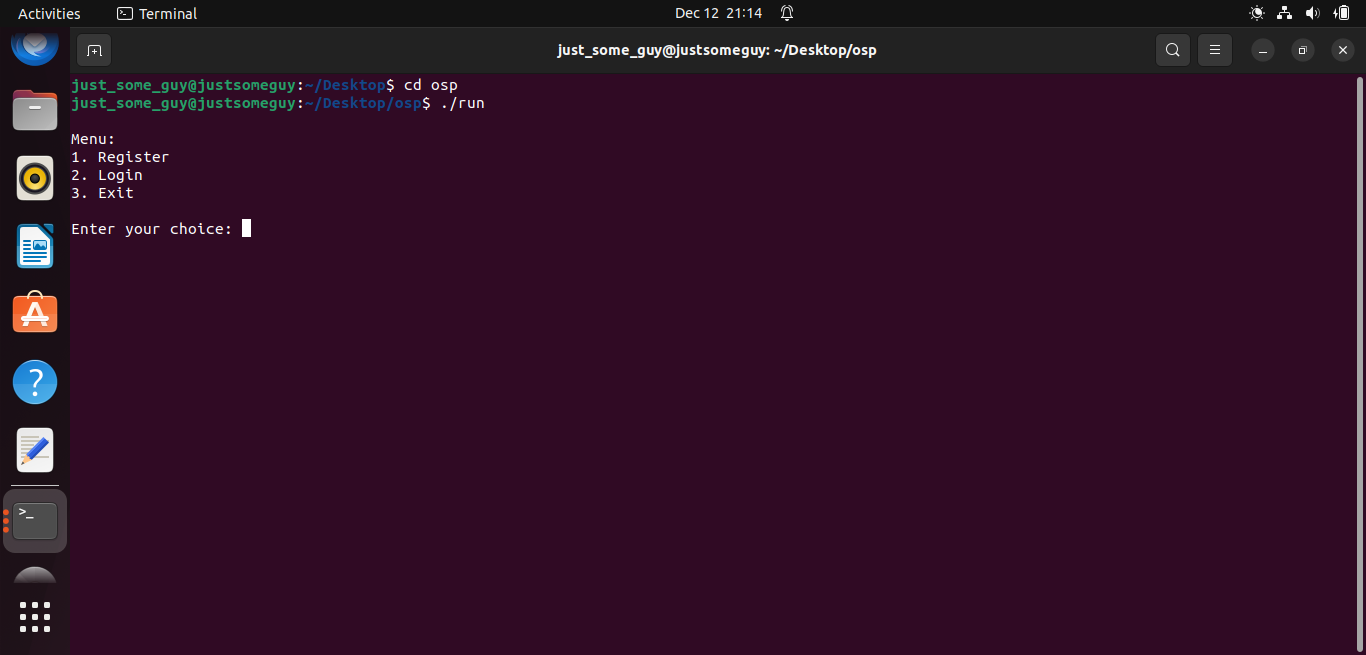 Activities
Terminal
Dec 12 21:14
just_some_guy@justsomeguy: ~/Desktop/osp
just_some_guy@justsomeguy:~/Desktop$ cd osp
just_some_guy@justsomeguy:~/Desktop/osp$ ./run
Menu:
1. Register
2. Login
3. Exit
Enter your choice: